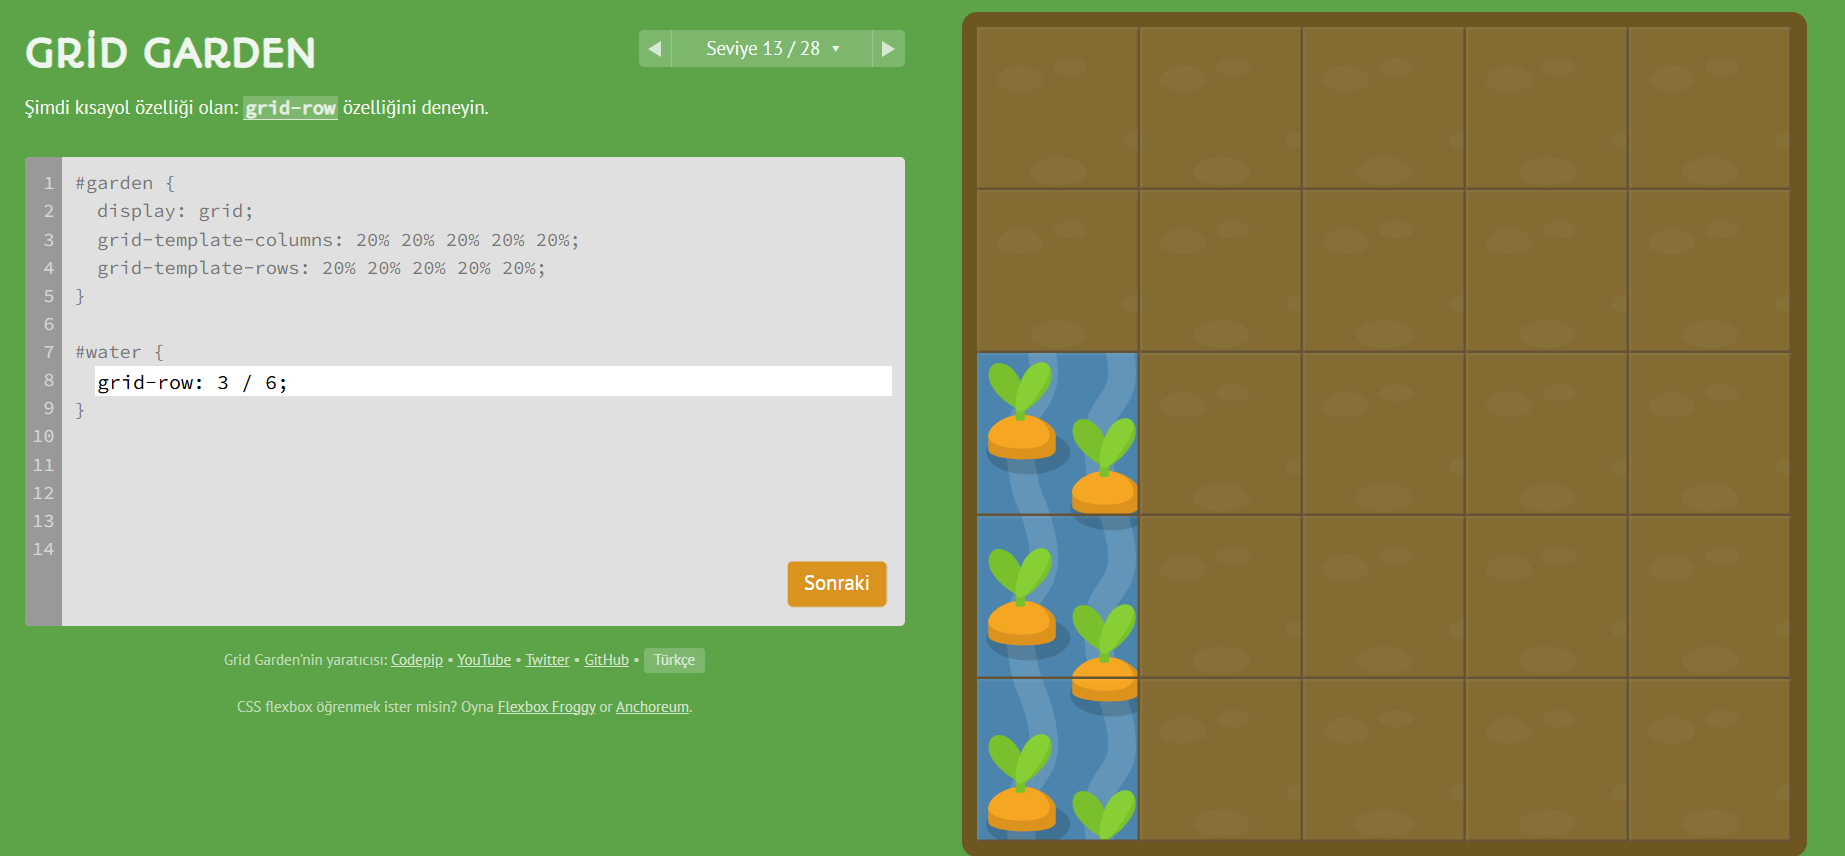 GRİD GARDEN
◀ Seviye 13 / 28 ▼ ▶
Şimdi kısayol özelliği olan: grid-row özelliğini deneyin.
1 #garden {
2 display: grid;
3 grid-template-columns: 20% 20% 20% 20% 20%;
4 grid-template-rows: 20% 20% 20% 20% 20%;
5 }
6
7 #water {
8 grid-row: 3 / 6;
9 }
10
11
12
13
14
Sonraki
Grid Garden'nin yaratıcısı: Codepip • YouTube • Twitter • GitHub • Türkçe
CSS flexbox öğrenmek ister misin? Oyna Flexbox Froggy or Anchoreum.